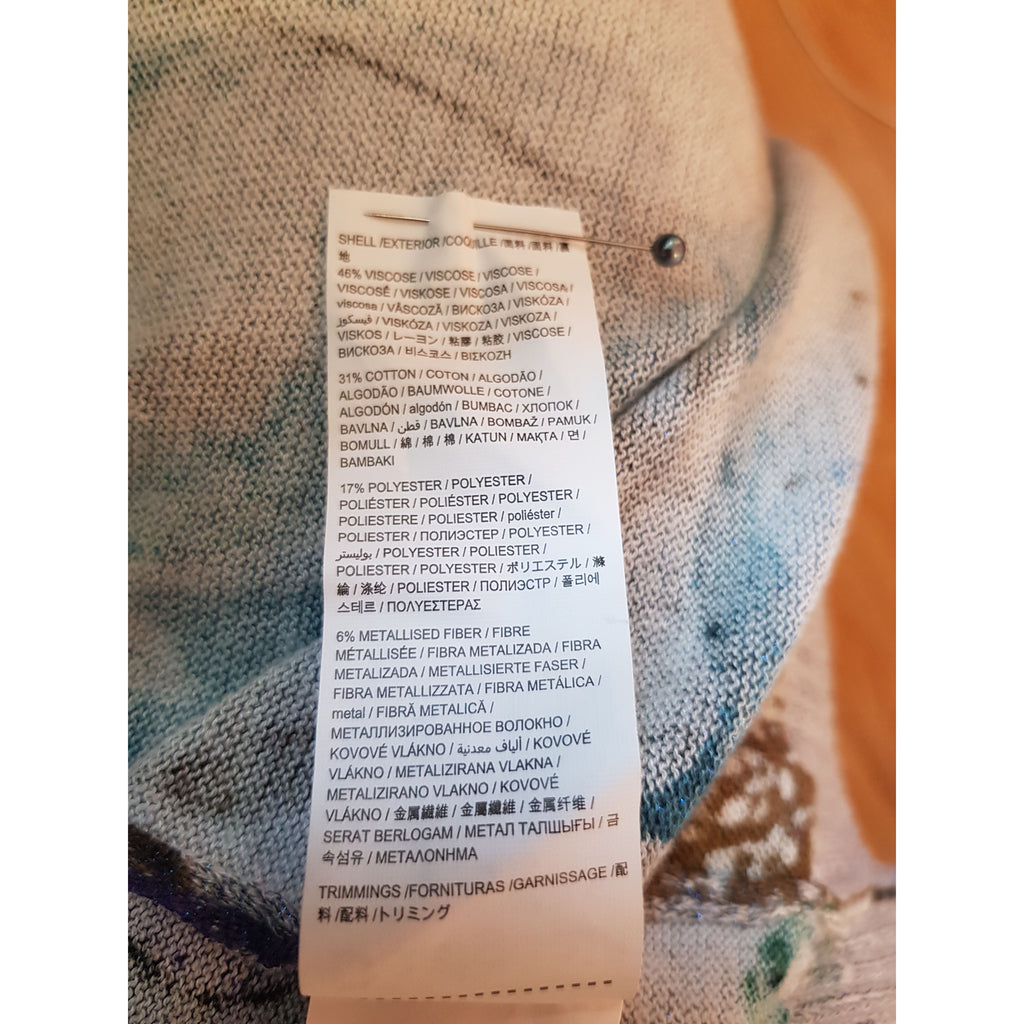 SHELL /EXTERIOR /COQUILLE /面料 /面料 /裏
地
46% VISCOSE / VISCOSE / VISCOSE /
VISCOSE / VISKOSE / VISCOSA / VISCOSA /
viscosa / VÂSCOZĂ / ВИСКОЗА / VISKÓZA /
فيسكوز / VISKÓZA / VISKOZA / VISKOZA /
VISKOS / レーヨン / 粘膠 / 粘胶 / VISCOSE /
ВИСКОЗА / 비스코스 / ΒΙΣΚΟΖΗ
31% COTTON / COTON / ALGODÃO /
ALGODÃO / BAUMWOLLE / COTONE /
ALGODÓN / algodón / BUMBAC / ХЛОПОК /
BAVLNA / قطن / BAVLNA / BOMBAŽ / PAMUK /
BOMULL / 綿 / 棉 / 棉 / KATUN / МАҚТА / 면 /
ΒΑΜΒΑΚΙ
17% POLYESTER / POLYESTER /
POLIÉSTER / POLIÉSTER / POLYESTER /
POLIESTERE / POLIESTER / poliéster /
POLIESTER / ПОЛИЭСТЕР / POLYESTER /
بوليستر / POLYESTER / POLIESTER /
POLIESTER / POLYESTER / ポリエステル / 滌
綸 / 涤纶 / POLIESTER / ПОЛИЭСТР / 폴리에
스테르 / ΠΟΛΥΕΣΤΕΡΑΣ
6% METALLISED FIBER / FIBRE
MÉTALLISÉE / FIBRA METALIZADA / FIBRA
METALIZADA / METALLISIERTE FASER /
FIBRA METALLIZZATA / FIBRA METÁLICA /
metal / FIBRĂ METALICĂ /
МЕТАЛЛИЗИРОВАННОЕ ВОЛОКНО /
KOVOVÉ VLÁKNO / ألياف معدنية / KOVOVÉ
VLÁKNO / METALIZIRANA VLAKNA /
METALIZIRANO VLAKNO / KOVOVÉ
VLÁKNO / 金属繊維 / 金屬纖維 / 金属纤维 /
SERAT BERLOGAM / МЕТАЛ ТАЛШЫҒЫ / 금
속섬유 / ΜΕΤΑΛΟΝΗΜΑ
TRIMMINGS /FORNITURAS /GARNISSAGE /配
料 /配料 /トリミング